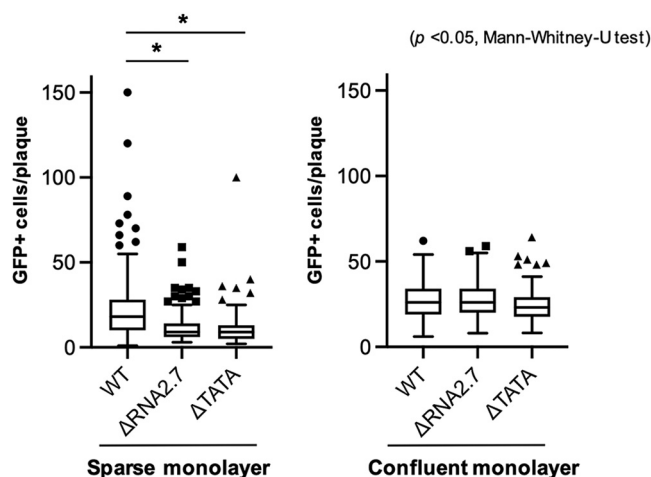 *
*
(p <0.05, Mann-Whitney-U test)
GFP+ cells/plaque
150
100
50
0
WT
ΔRNA2.7
ΔTATA
Sparse monolayer
GFP+ cells/plaque
150
100
50
0
WT
ΔRNA2.7
ΔTATA
Confluent monolayer